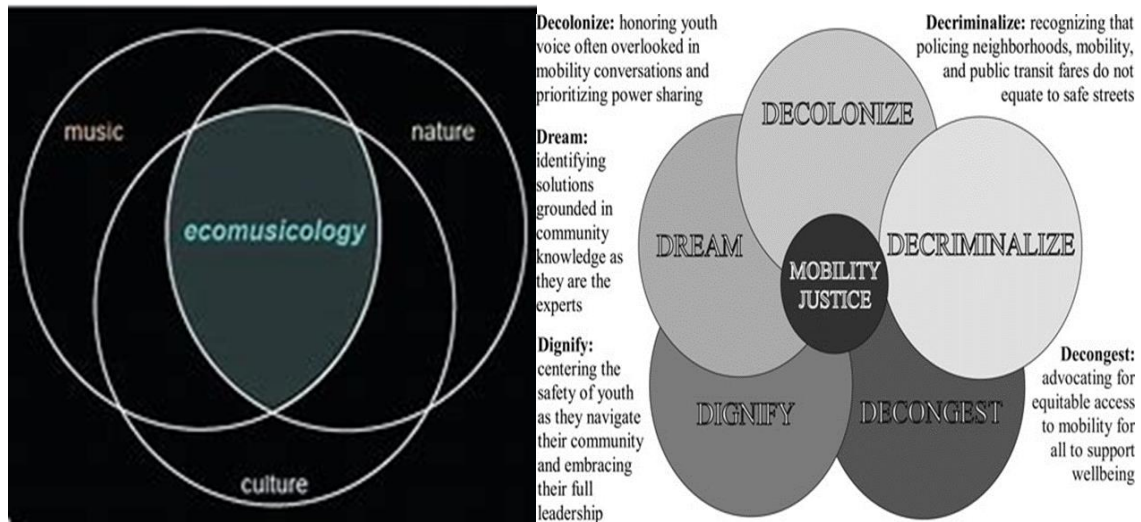 music
nature
ecomusicology
culture
Decolonize: honoring youth
voice often overlooked in
mobility conversations and
prioritizing power sharing
Decriminalize: recognizing that
policing neighborhoods, mobility,
and public transit fares do not
equate to safe streets
Dream:
identifying
solutions
grounded in
community
knowledge as
they are the
experts
Dignify:
centering the
safety of youth
as they navigate
their community
and embracing
their full
leadership
DECOLONIZE
DREAM
DECRIMINALIZE
MOBILITY
JUSTICE
DIGNIFY
DECONGEST
Decongest:
advocating for
equitable access
to mobility for
all to support
wellbeing